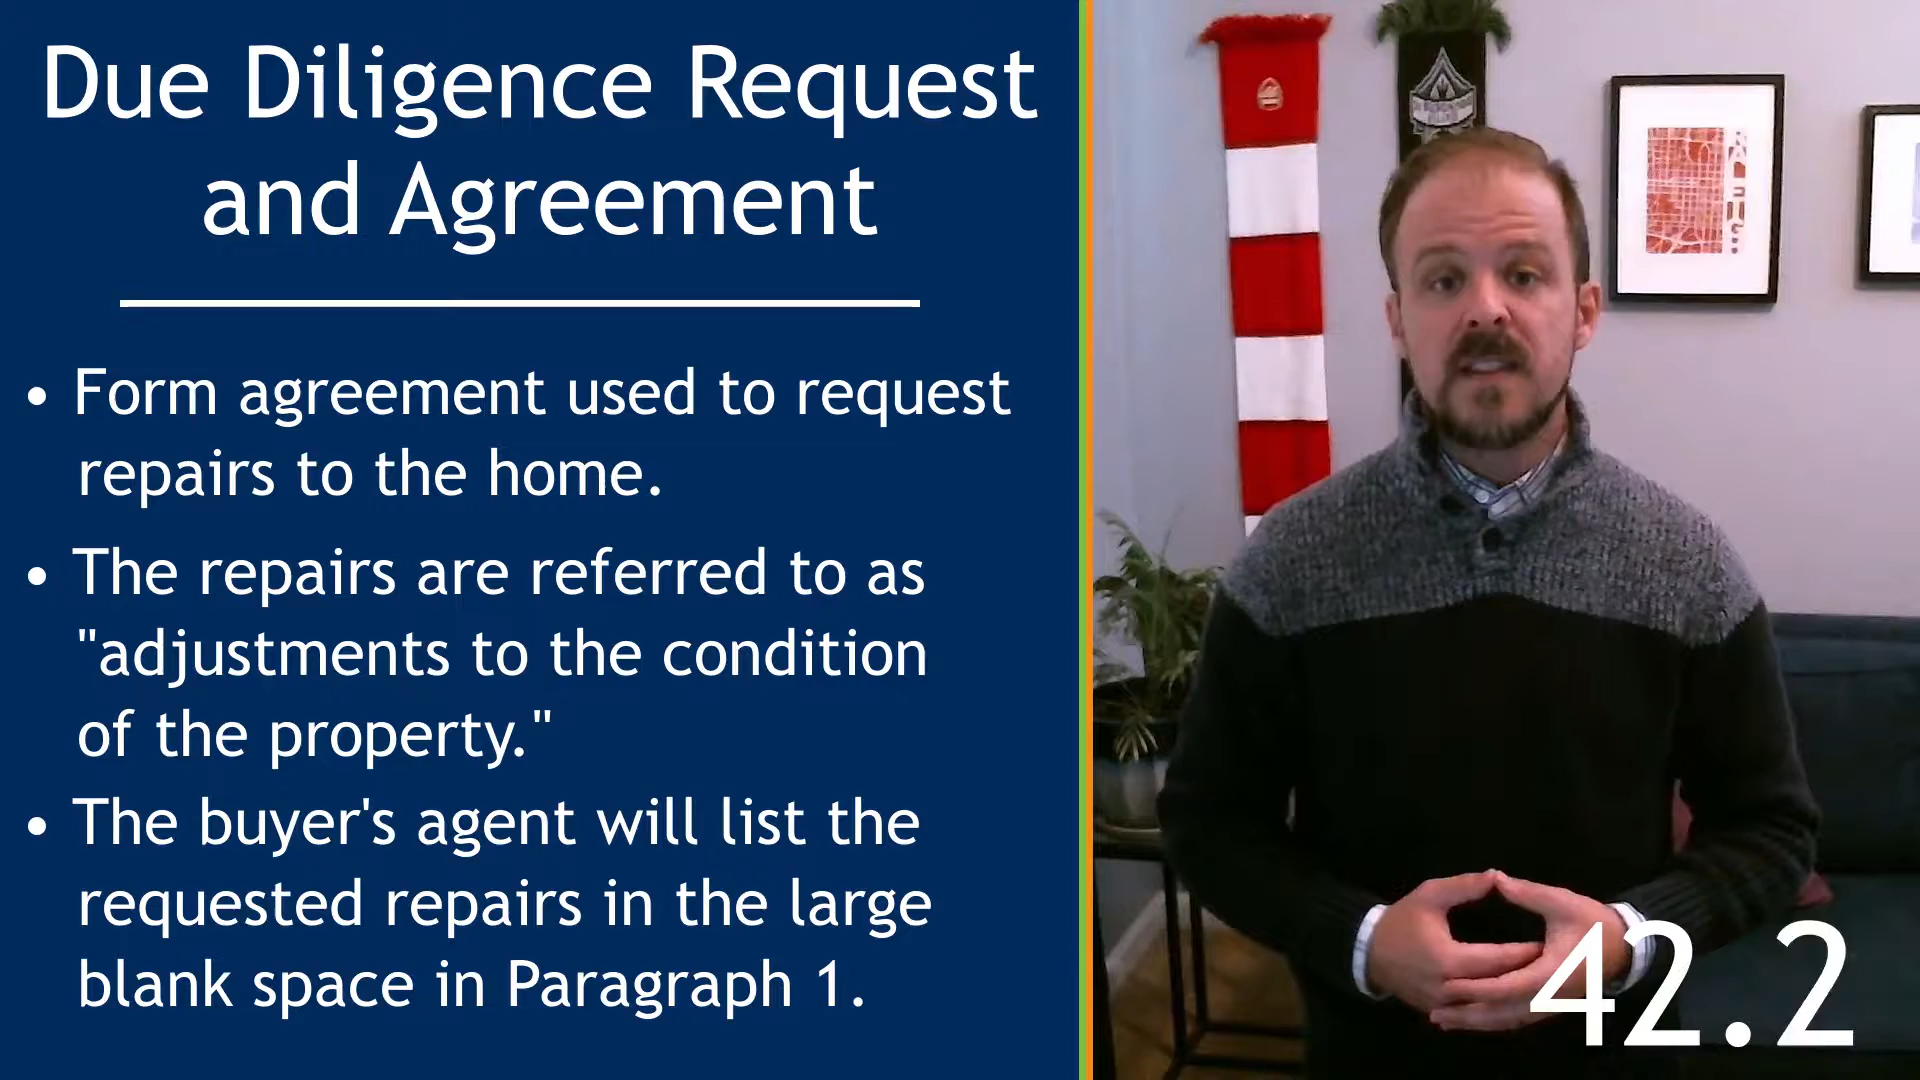 Due Diligence Request
and Agreement
• Form agreement used to request
repairs to the home.
• The repairs are referred to as
"adjustments to the condition
of the property."
• The buyer's agent will list the
requested repairs in the large
blank space in Paragraph 1.
42.2